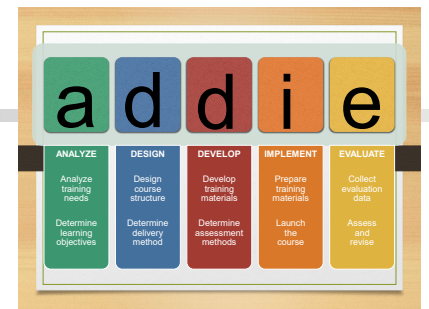 a d d i e
ANALYZE DESIGN DEVELOP IMPLEMENT EVALUATE
Analyze
training
needs
Determine
learning
objectives
Design
course
structure
Determine
delivery
method
Develop
training
materials
Determine
assessment
methods
Prepare
training
materials
Launch
the
course
Collect
evaluation
data
Assess
and
revise